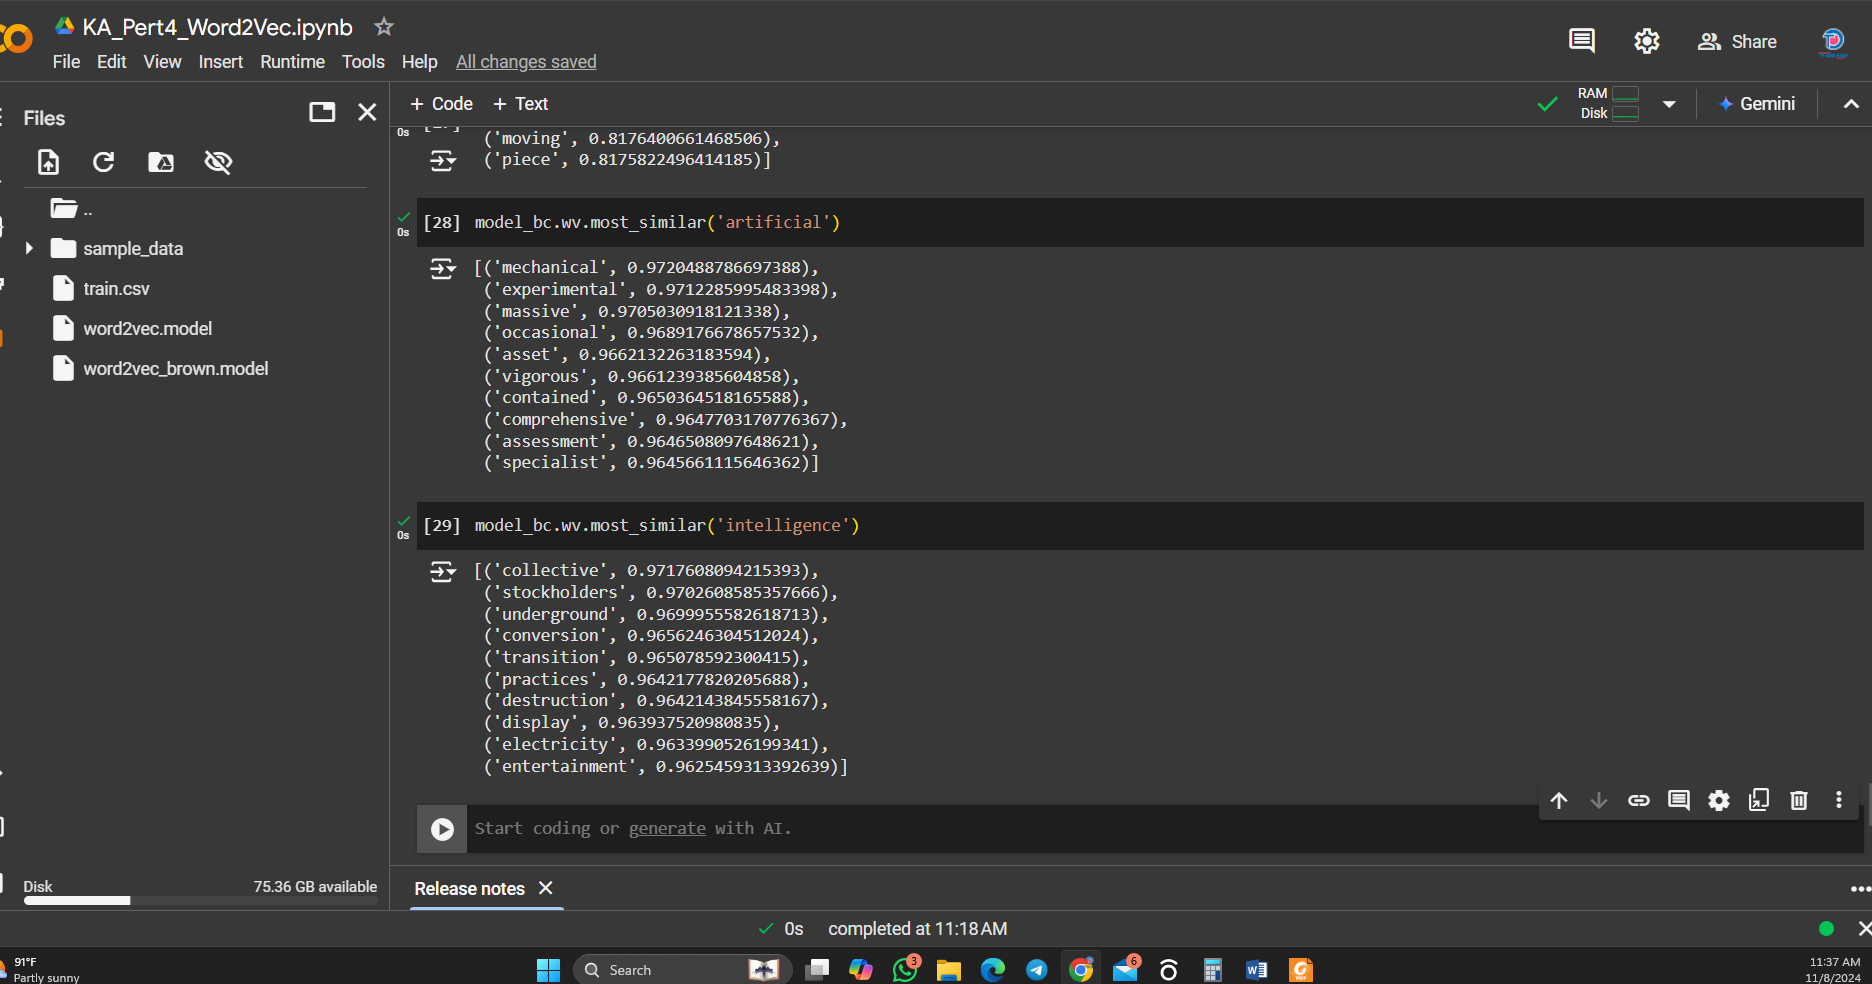 KA_Pert4_Word2Vec.ipynb
File Edit View Insert Runtime Tools Help All changes saved
Share
Files
+ Code + Text
RAM
Disk
Gemini
..
sample_data
train.csv
word2vec.model
word2vec_brown.model
0s
('moving', 0.8176400661468506),
('piece', 0.8175822496414185)]
0s
[28] model_bc.wv.most_similar('artificial')
[('mechanical', 0.9720488786697388),
('experimental', 0.9712285995483398),
('massive', 0.9705030918121338),
('occasional', 0.9689176678657532),
('asset', 0.9662132263183594),
('vigorous', 0.9661239385604858),
('contained', 0.9650364518165588),
('comprehensive', 0.9647703170776367),
('assessment', 0.9646508097648621),
('specialist', 0.9645661115646362)]
0s
[29] model_bc.wv.most_similar('intelligence')
[('collective', 0.9717608094215393),
('stockholders', 0.9702608585357666),
('underground', 0.9699955582618713),
('conversion', 0.9656246304512024),
('transition', 0.965078592300415),
('practices', 0.9642177820205688),
('destruction', 0.9642143845558167),
('display', 0.963937520980835),
('electricity', 0.9633990526199341),
('entertainment', 0.9625459313392639)]
Start coding or generate with AI.
Disk 75.36 GB available
Release notes
0s completed at 11:18 AM
91°F
Partly sunny
Search
3
6
11:37 AM
11/8/2024